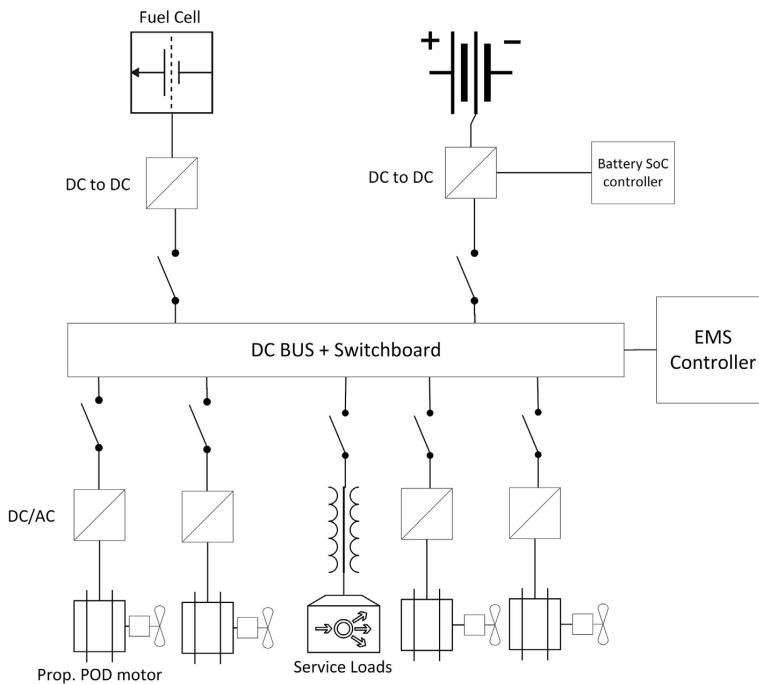 Fuel Cell
+ −
DC to DC
DC to DC
Battery SoC
controller
DC BUS + Switchboard
EMS
Controller
DC/AC
Prop. POD motor
Service Loads